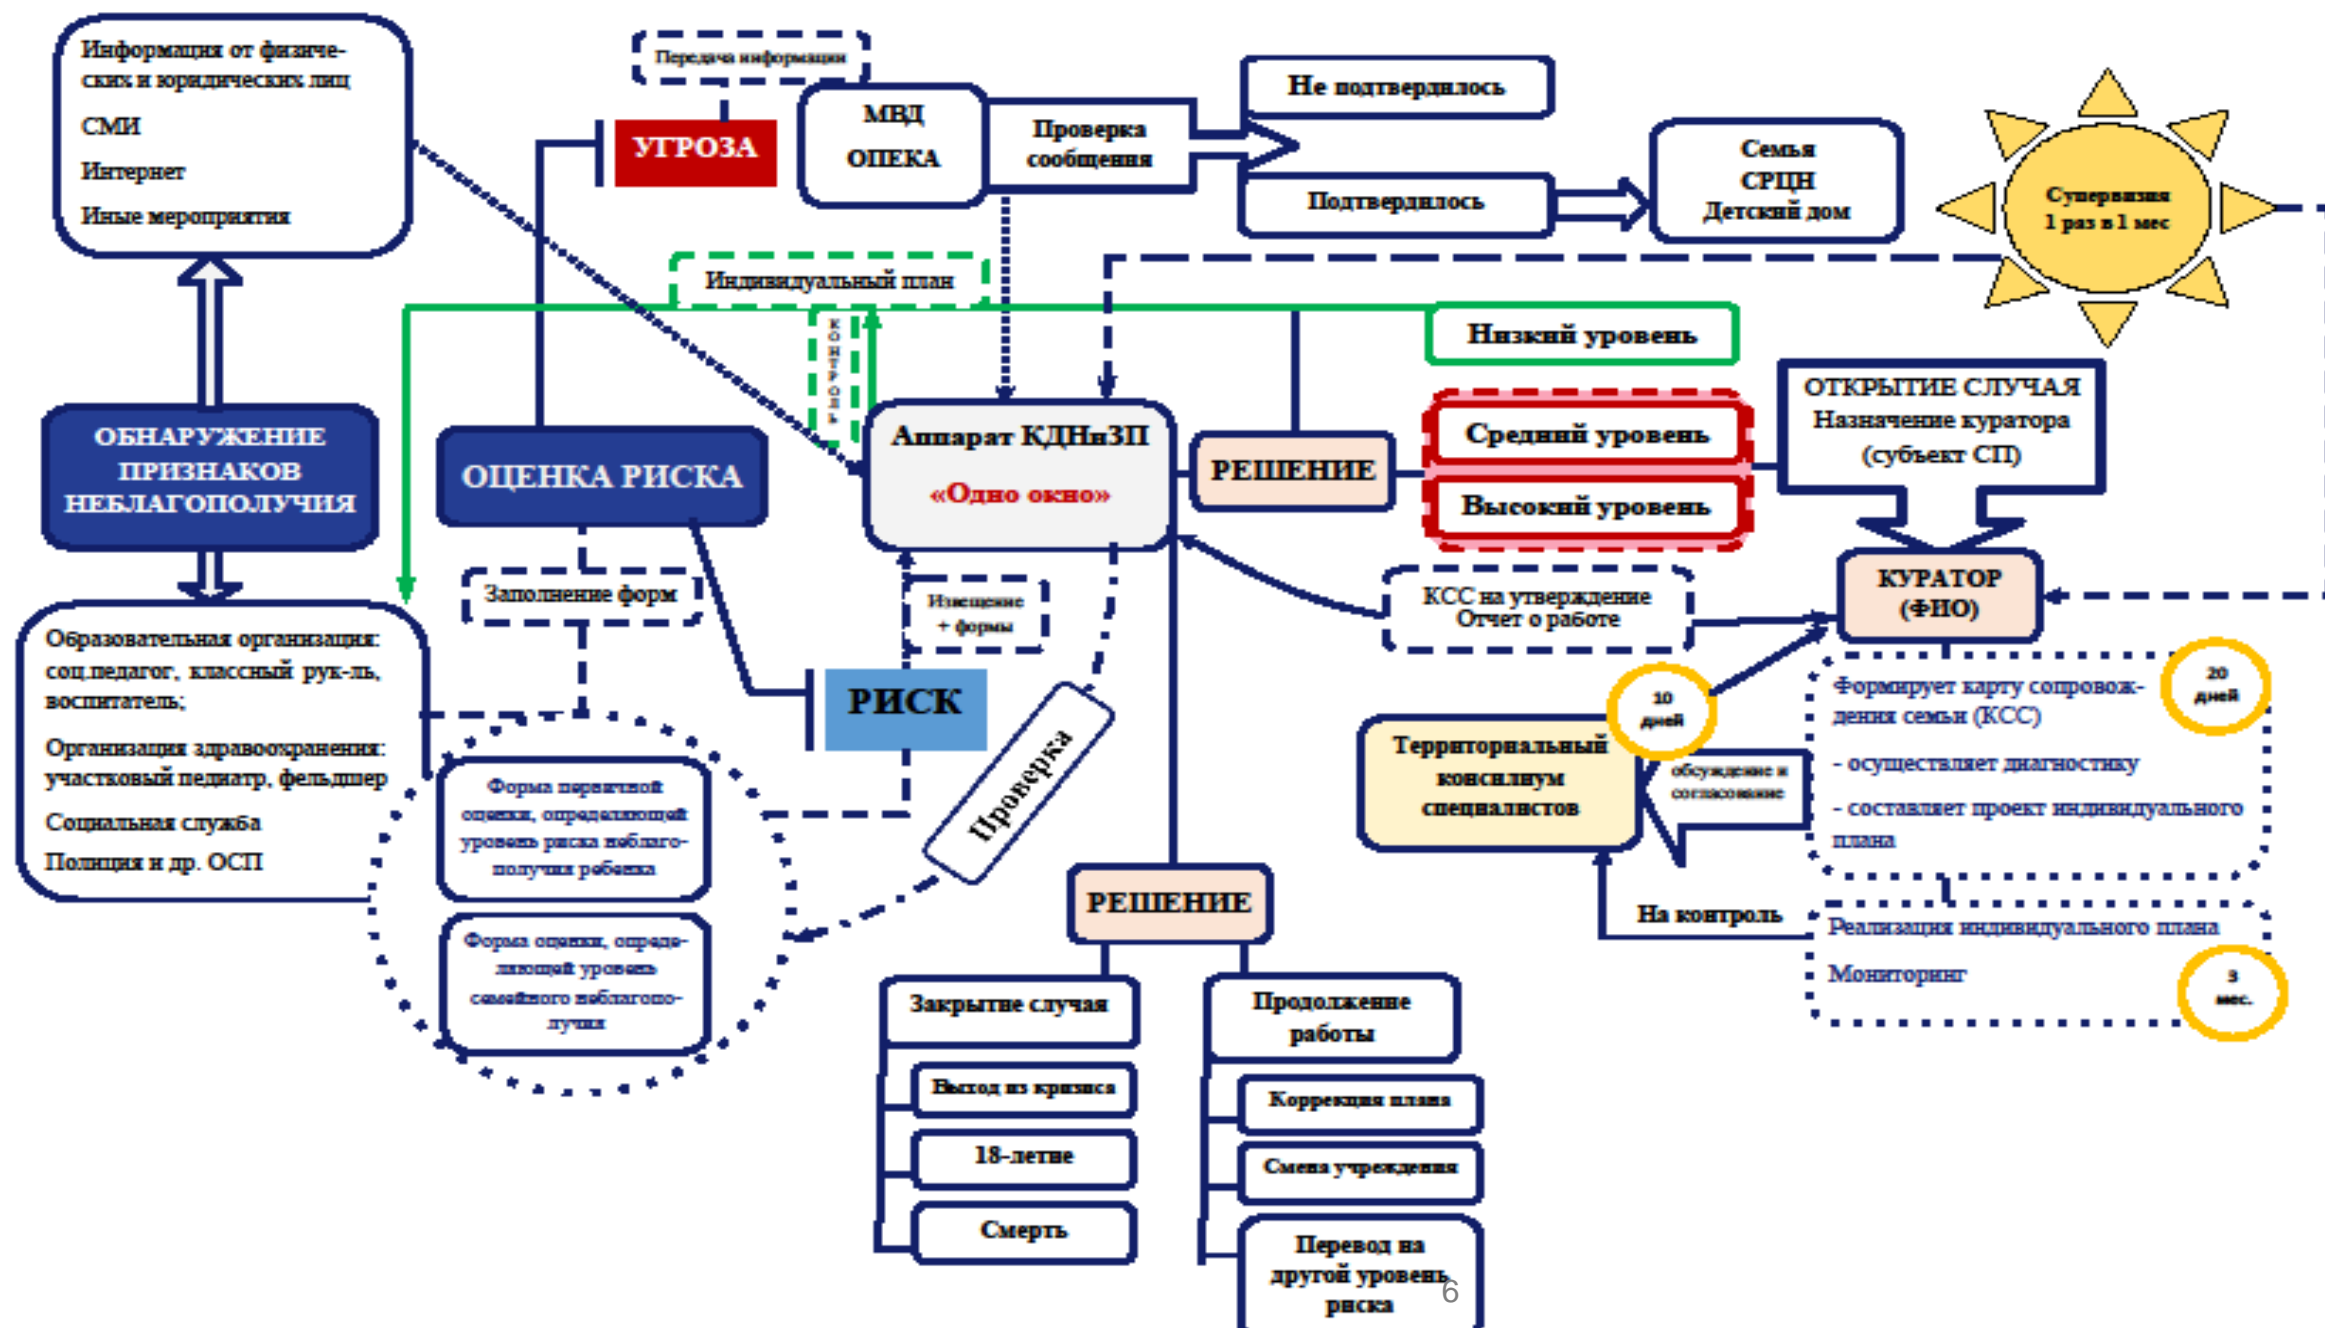 Информация от физиче-
ских и юридических лиц
СМИ
Интернет
Иные мероприятия
Передача информации
УГРОЗА
МВД
ОПЕКА
Проверка
сообщения
Не подтвердилось
Подтвердилось
Семья
СРЦН
Детский дом
Супервизия
1 раз в 1 мес
Индивидуальный план
КОНТРОЛЬ
Низкий уровень
Средний уровень
Высокий уровень
ОТКРЫТИЕ СЛУЧАЯ
Назначение куратора
(субъект СП)
ОБНАРУЖЕНИЕ
ПРИЗНАКОВ
НЕБЛАГОПОЛУЧИЯ
ОЦЕНКА РИСКА
Аппарат КДНиЗП
«Одно окно»
РЕШЕНИЕ
КУРАТОР
(ФИО)
Заполнение форм
Извещение
+ формы
КСС на утверждение
Отчет о работе
Образовательная организация:
соц.педагог, классный рук-ль,
воспитатель;
Организация здравоохранения:
участковый педиатр, фельдшер
Социальная служба
Полиция и др. ОСП
РИСК
Проверка
10
дней
Территориальный
консилиум
специалистов
обсуждение и
согласование
20
дней
Формирует карту сопровож-
дения семьи (КСС)
- осуществляет диагностику
- составляет проект индивидуального
плана
Форма первичной
оценки, определяющей
уровень риска неблаго-
получия ребенка
Форма оценки, опреде-
ляющей уровень
семейного неблагопо-
лучия
РЕШЕНИЕ
На контроль
Реализация индивидуального плана
Мониторинг
3
мес.
Закрытие случая
Выход из кризиса
18-летие
Смерть
Продолжение
работы
Коррекция плана
Смена учреждения
Перевод на
другой уровень
риска
6